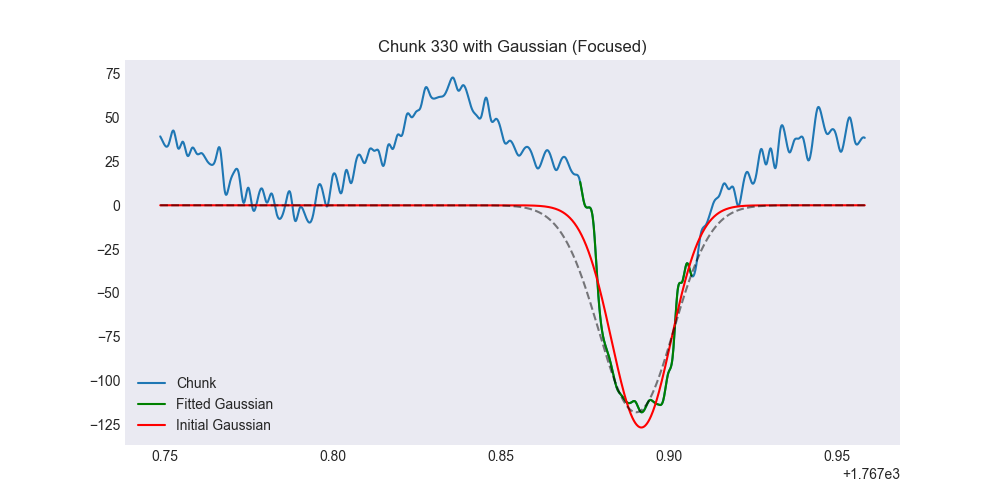 Chunk 330 with Gaussian (Focused)
75
50
25
0
−25
−50
−75
−100
−125
Chunk
Fitted Gaussian
Initial Gaussian
0.75 0.80 0.85 0.90 0.95
+1.767e3